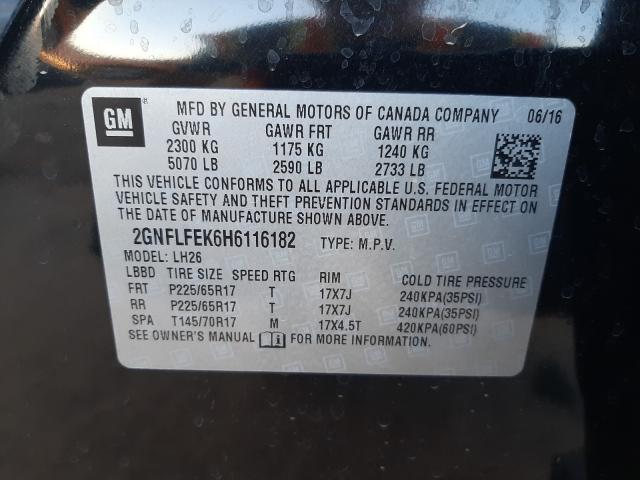 GM MFD BY GENERAL MOTORS OF CANADA COMPANY 06/16
GVWR GAWR FRT GAWR RR
2300 KG 1175 KG 1240 KG
5070 LB 2590 LB 2733 LB
THIS VEHICLE CONFORMS TO ALL APPLICABLE U.S. FEDERAL MOTOR
VEHICLE SAFETY AND THEFT PREVENTION STANDARDS IN EFFECT ON
THE DATE OF MANUFACTURE SHOWN ABOVE.
2GNFLFEK6H6116182 TYPE: M.P.V.
MODEL: LH26
LBBD TIRE SIZE SPEED RTG RIM COLD TIRE PRESSURE
FRT P225/65R17 T 17X7J 240KPA(35PSI)
RR P225/65R17 T 17X7J 240KPA(35PSI)
SPA T145/70R17 M 17X4.5T 420KPA(60PSI)
SEE OWNER'S MANUAL FOR MORE INFORMATION.